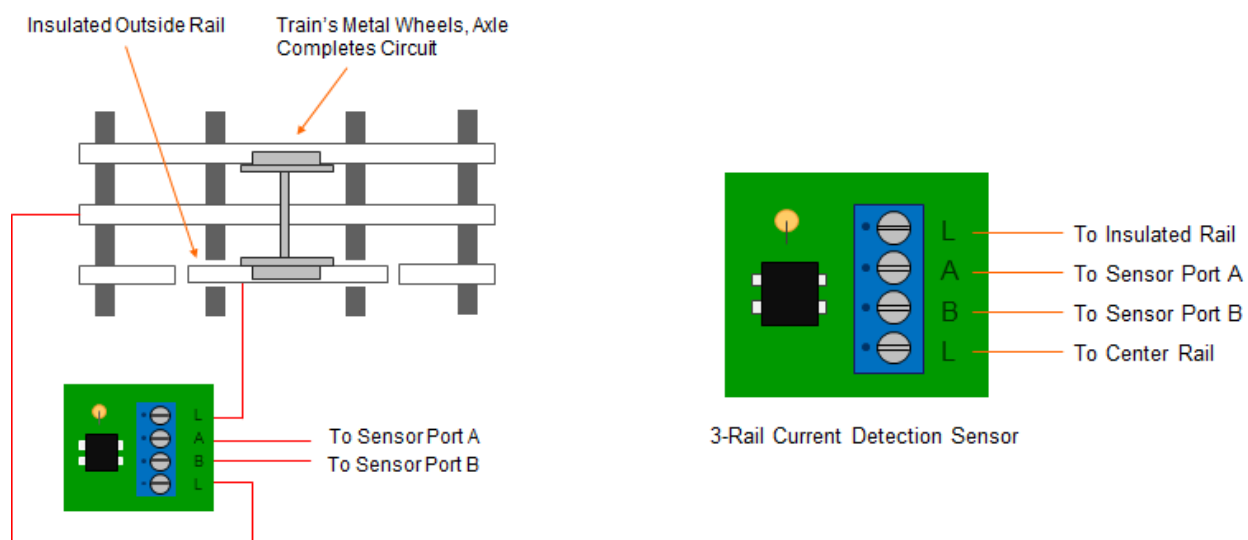 Insulated Outside Rail
Train's Metal Wheels, Axle
Completes Circuit
L
A
B
L
To Sensor Port A
To Sensor Port B
L
A
B
L
To Insulated Rail
To Sensor Port A
To Sensor Port B
To Center Rail
3-Rail Current Detection Sensor